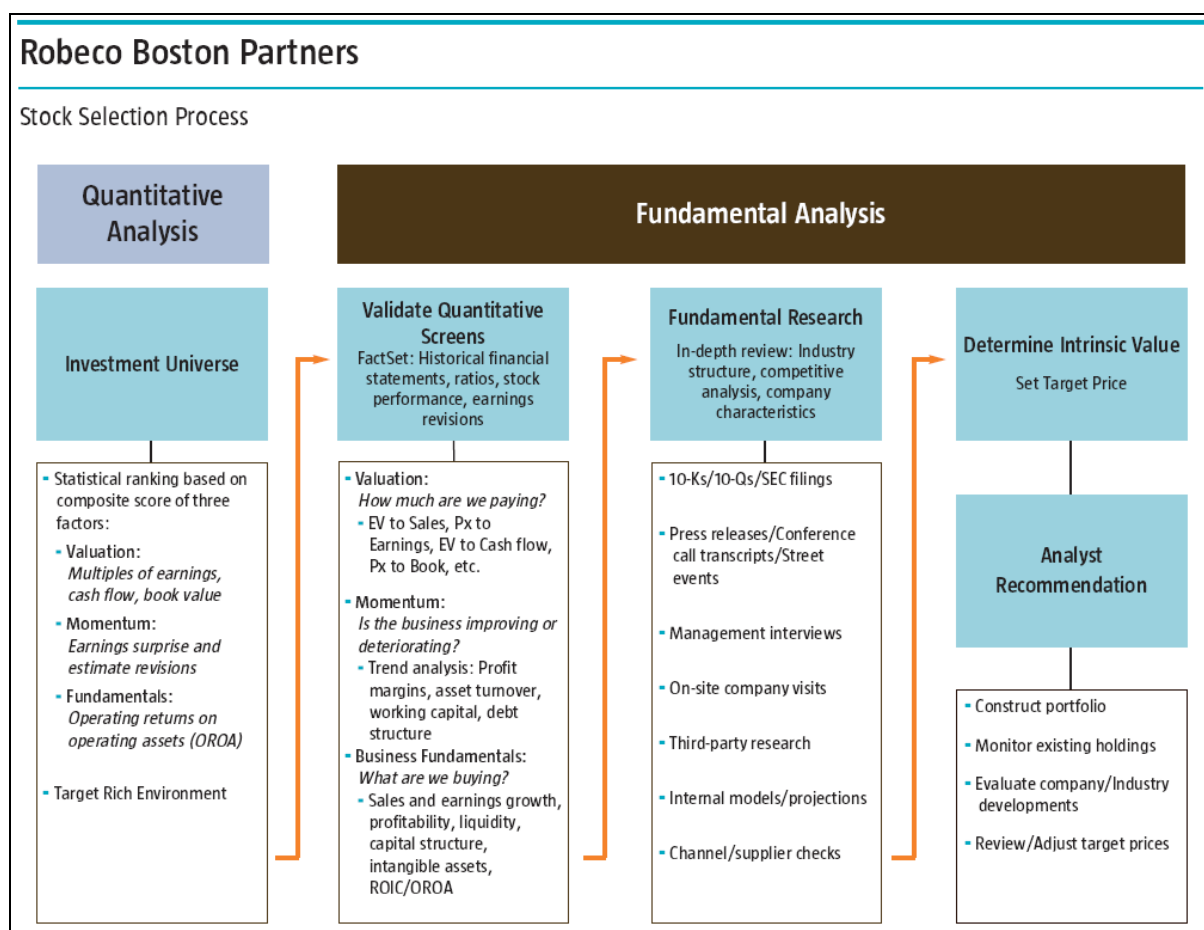 Robeco Boston Partners
Stock Selection Process
Quantitative
Analysis
Fundamental Analysis
Investment Universe
- Statistical ranking based on
composite score of three
factors:
- Valuation:
Multiples of earnings,
cash flow, book value
- Momentum:
Earnings surprise and
estimate revisions
- Fundamentals:
Operating returns on
operating assets (OROA)
- Target Rich Environment
Validate Quantitative
Screens
FactSet: Historical financial
statements, ratios, stock
performance, earnings
revisions
- Valuation:
How much are we paying?
- EV to Sales, Px to
Earnings, EV to Cash flow,
Px to Book, etc.
- Momentum:
Is the business improving or
deteriorating?
- Trend analysis: Profit
margins, asset turnover,
working capital, debt
structure
- Business Fundamentals:
What are we buying?
- Sales and earnings growth,
profitability, liquidity,
capital structure,
intangible assets,
ROIC/OROA
Fundamental Research
In-depth review: Industry
structure, competitive
analysis, company
characteristics
- 10-Ks/10-Qs/SEC filings
- Press releases/Conference
call transcripts/Street
events
- Management interviews
- On-site company visits
- Third-party research
- Internal models/projections
- Channel/supplier checks
Determine Intrinsic Value
Set Target Price
Analyst
Recommendation
- Construct portfolio
- Monitor existing holdings
- Evaluate company/Industry
developments
- Review/Adjust target prices